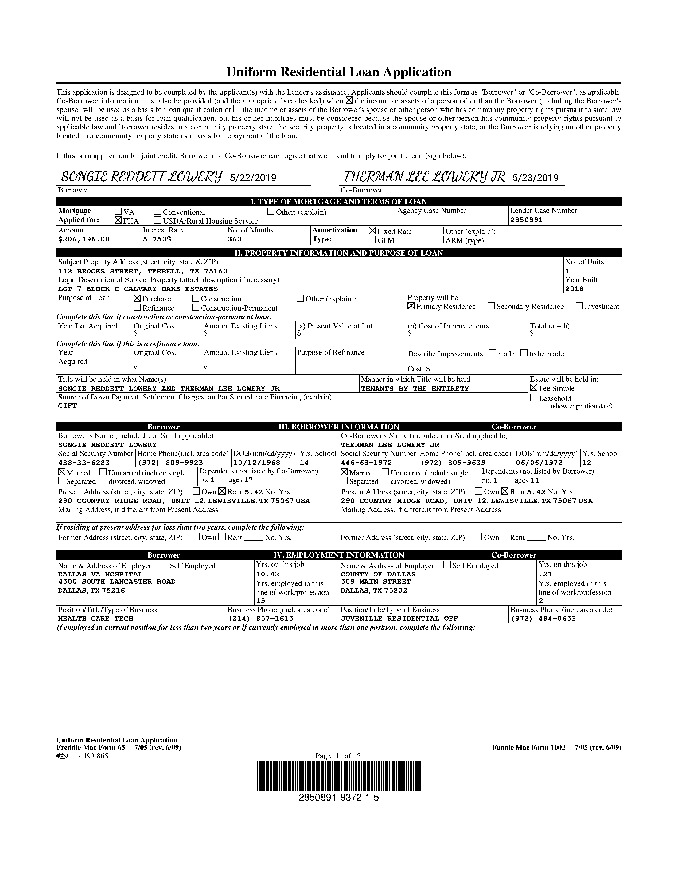 Uniform Residential Loan Application
This application is designed to be completed by the applicant(s) with the Lender's assistance. Applicants should complete this form as "Borrower" or "Co-Borrower", as applicable.
Co-Borrower information must also be provided (and the appropriate box checked) when the income or assets of a person other than the Borrower (including the Borrower's
spouse) will be used as a basis for loan qualification or the income or assets of the Borrower's spouse or other person who has community property rights pursuant to state law
will not be used as a basis for loan qualification, but his or her liabilities must be considered because the spouse or other person has community property rights pursuant to
applicable law and Borrower resides in a community property state, the security property is located in a community property state, or the Borrower is relying on other property
located in a community property state as a basis for repayment of the loan.
If this is an application for joint credit, Borrower and Co-Borrower each agree that we intend to apply for joint credit (sign below):
SONGIE REDDETT LOWERY 5/22/2019 THERMAN LEE LOWERY JR 5/23/2019
Borrower Co-Borrower
I. TYPE OF MORTGAGE AND TERMS OF LOAN
Mortgage VA Conventional Other (explain) Agency Case Number Lender Case Number
Applied for: FHA USDA/Rural Housing Service 2950891
Amount Interest Rate No. of Months Amortization Fixed Rate Other (explain)
360 Type: GPM ARM (type)
II. PROPERTY INFORMATION AND PURPOSE OF LOAN
Subject Property Address (street, city, state & ZIP) No. of Units
112 BROOKS STREET, TERRELL, TX 75160 1
Legal Description of Subject Property (attach description if necessary) Year Built
LOT 7 BLOCK C CALVARY OAKS ESTATES 2018
Purpose of Loan Purchase Construction Other (explain) Property will be:
Refinance Construction-Permanent Primary Residence Secondary Residence Investment
Complete this line if construction or construction-permanent loan.
Year Lot Acquired Original Cost Amount Existing Liens (a) Present Value of Lot (b) Cost of Improvements Total (a + b)
Complete this line if this is a refinance loan.
Year Original Cost Amount Existing Liens Purpose of Refinance Describe Improvements made to be made
Acquired Cost: $
Title will be held in what Name(s) Manner in which Title will be held Estate will be held in:
SONGIE REDDETT LOWERY AND THERMAN LEE LOWERY JR TENANTS BY THE ENTIRETY Fee Simple
Source of Down Payment, Settlement Charges, and/or Subordinate Financing (explain) Leasehold
GIFT (show expiration date)
Borrower III. BORROWER INFORMATION Co-Borrower
Borrower's Name (include Jr. or Sr. if applicable) Co-Borrower's Name (include Jr. or Sr. if applicable)
SONGIE REDDETT LOWERY THERMAN LEE LOWERY JR
Social Security Number Home Phone (incl. area code) DOB (mm/dd/yyyy) Yrs. School Social Security Number Home Phone (incl. area code) DOB (mm/dd/yyyy) Yrs. School
438-33-6223 (972) 809-9923 10/12/1968 14 446-68-1972 (972) 805-3639 06/05/1972 12
Married Unmarried (include single, Dependents (not listed by Co-Borrower) Married Unmarried (include single, Dependents (not listed by Borrower)
Separated divorced, widowed) no. 1 ages 17 Separated divorced, widowed) no. 1 ages 11
Present Address (street, city, state, ZIP) Own Rent 5.42 No. Yrs. Present Address (street, city, state, ZIP) Own Rent 5.42 No. Yrs.
290 COUNTRY RIDGE ROAD, UNIT 12, LEWISVILLE, TX 75067 USA 290 COUNTRY RIDGE ROAD, UNIT 12, LEWISVILLE, TX 75067 USA
Mailing Address, if different from Present Address Mailing Address, if different from Present Address
If residing at present address for less than two years, complete the following:
Former Address (street, city, state, ZIP) Own Rent No. Yrs. Former Address (street, city, state, ZIP) Own Rent No. Yrs.
Borrower IV. EMPLOYMENT INFORMATION Co-Borrower
Name & Address of Employer Self Employed Yrs. on this job Name & Address of Employer Self Employed Yrs. on this job
DALLAS VA HOSPITAL COUNTY OF DALLAS
4500 SOUTH LANCASTER ROAD Yrs. employed in this 509 MAIN STREET Yrs. employed in this
DALLAS, TX 75216 line of work/profession DALLAS, TX 75202 line of work/profession
15 2
Position/Title/Type of Business Business Phone (incl. area code) Position/Title/Type of Business Business Phone (incl. area code)
HEALTH CARE TECH (214) 857-1613 JUVENILE RESIDENTIAL OFF (972) 484-0633
If employed in current position for less than two years or if currently employed in more than one position, complete the following:
Uniform Residential Loan Application
Freddie Mac Form 65 7/05 (rev. 6/09) Fannie Mae Form 1003 7/05 (rev. 6/09)
Page 1 of